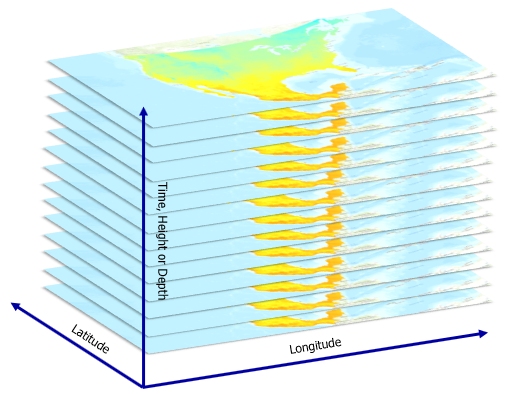 Time, Height or Depth
Latitude
Longitude